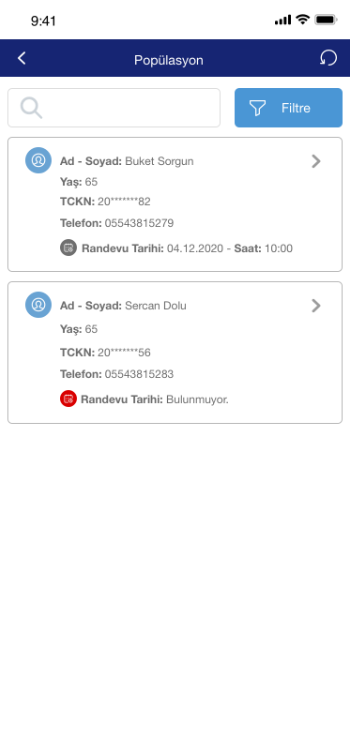 9:41
Popülasyon
Filtre
Ad - Soyad: Buket Sorgun
Yaş: 65
TCKN: 20*******82
Telefon: 05543815279
Randevu Tarihi: 04.12.2020 - Saat: 10:00
Ad - Soyad: Sercan Dolu
Yaş: 65
TCKN: 20*******56
Telefon: 05543815283
Randevu Tarihi: Bulunmuyor.